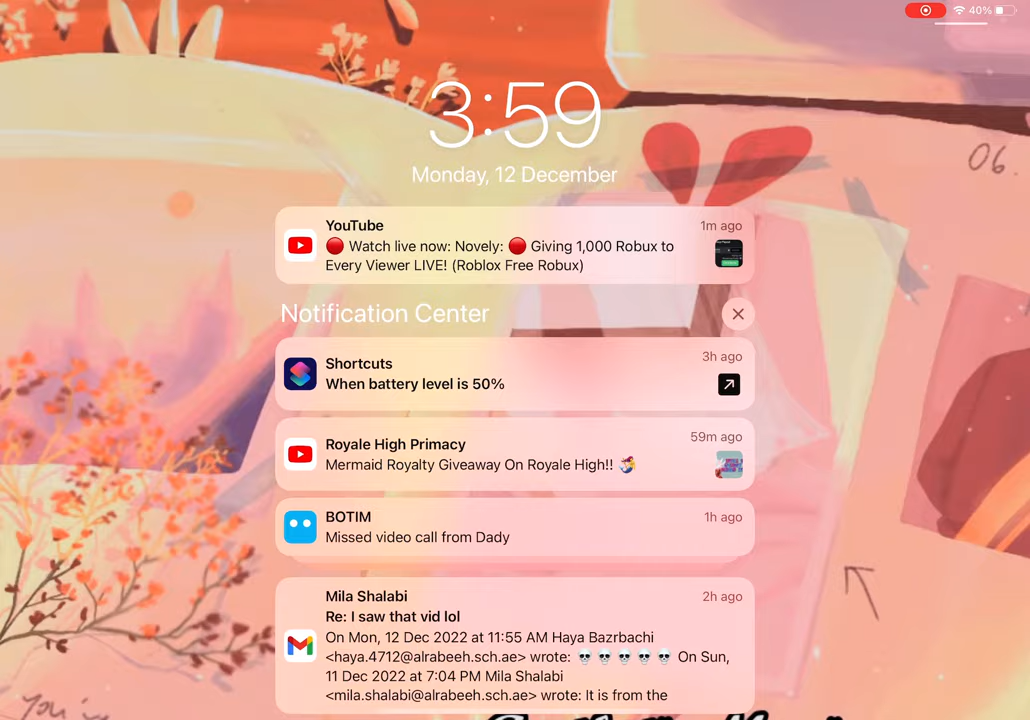 40%
3:59
Monday, 12 December
06.
YouTube
1m ago
🔴 Watch live now: Novely: 🔴 Giving 1,000 Robux to
Every Viewer LIVE! (Roblox Free Robux)
Notification Center
Shortcuts
3h ago
When battery level is 50%
Royale High Primacy
59m ago
Mermaid Royalty Giveaway On Royale High!! 🧜‍♀️
BOTIM
1h ago
Missed video call from Dady
Mila Shalabi
2h ago
Re: I saw that vid lol
On Mon, 12 Dec 2022 at 11:55 AM Haya Bazrbachi
<haya.4712@alrabeeh.sch.ae> wrote: 💀 💀 💀 💀 💀 On Sun,
11 Dec 2022 at 7:04 PM Mila Shalabi
<mila.shalabi@alrabeeh.sch.ae> wrote: It is from the